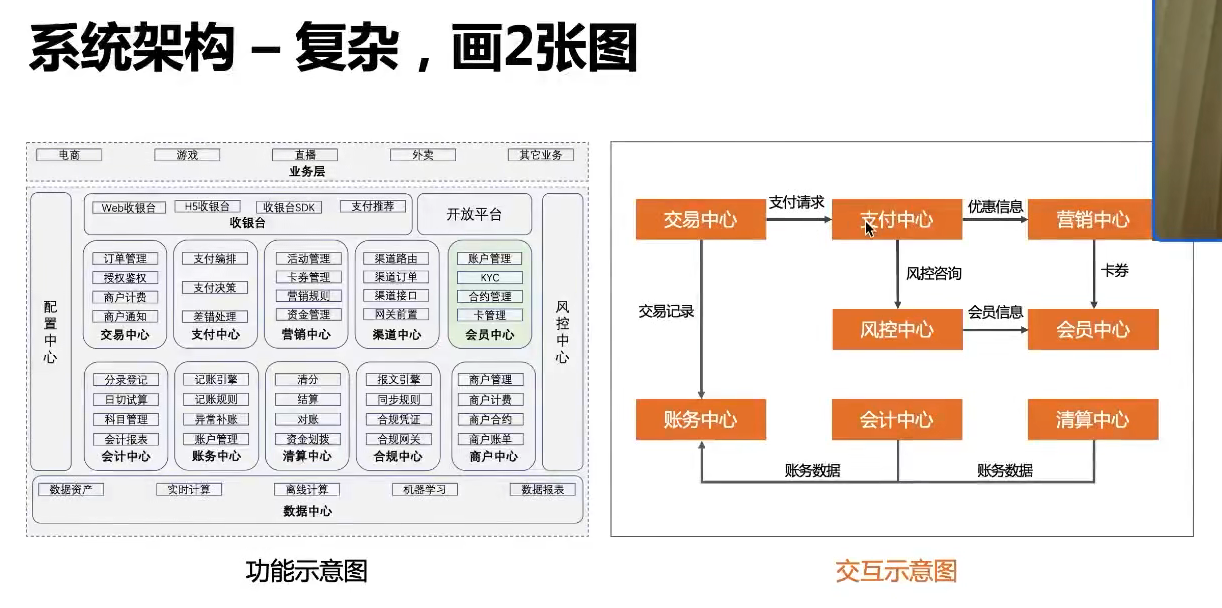 系统架构 – 复杂，画2张图
电商
游戏
直播
外卖
其它业务
业务层
配置中心
Web收银台
H5收银台
收银台SDK
支付推荐
收银台
开放平台
风控中心
订单管理
授权鉴权
商户计费
商户通知
交易中心
支付编排
支付决策
差错处理
支付中心
活动管理
卡券管理
营销规则
资金管理
营销中心
渠道路由
渠道订单
渠道接口
网关前置
渠道中心
账户管理
KYC
合约管理
卡管理
会员中心
分录登记
日切试算
科目管理
会计报表
会计中心
记账引擎
记账规则
异常补账
账户管理
账务中心
清分
结算
对账
资金划拨
清算中心
报文引擎
同步规则
合规凭证
合规网关
合规中心
商户管理
商户计费
商户合约
商户账单
商户中心
数据资产
实时计算
离线计算
机器学习
数据报表
数据中心
功能示意图
交易中心
支付请求
支付中心
优惠信息
营销中心
交易记录
风控咨询
卡券
风控中心
会员信息
会员中心
账务中心
会计中心
清算中心
账务数据
账务数据
交互示意图